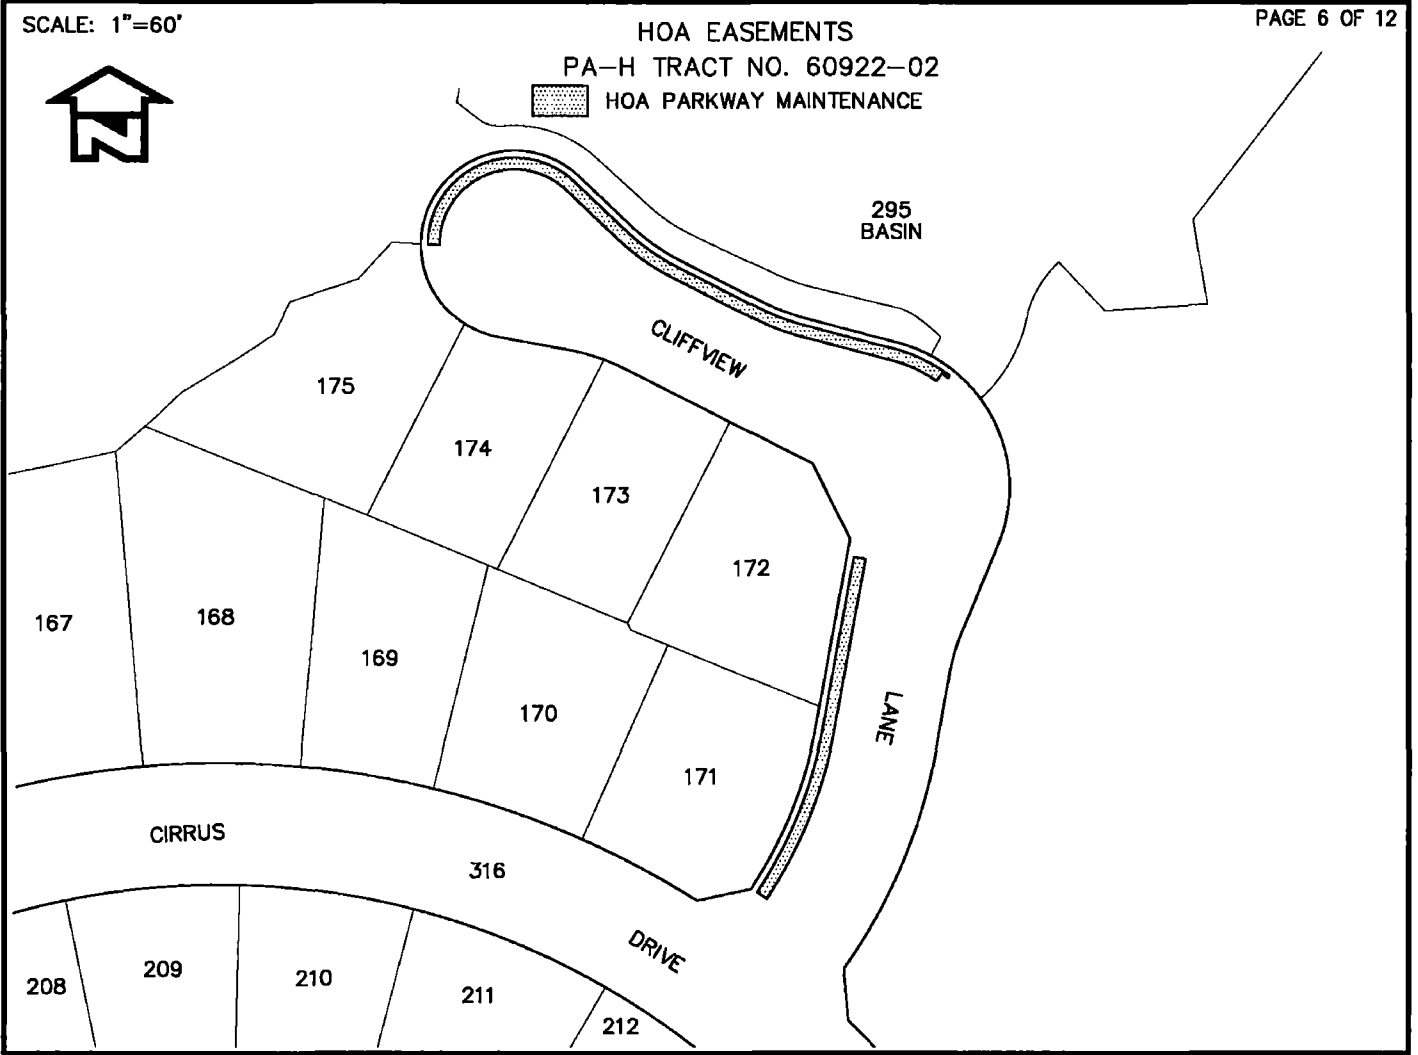 SCALE: 1"=60'
HOA EASEMENTS
PAGE 6 OF 12
PA-H TRACT NO. 60922-02
HOA PARKWAY MAINTENANCE
N
295
BASIN
CLIFFVIEW
175
174
173
172
167
168
169
170
171
LANE
CIRRUS
316
DRIVE
208
209
210
211
212